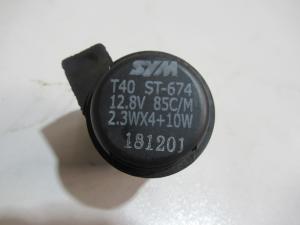 SYM
T40 ST-674
12.8V 85C/M
2.3WX4+10W
181201